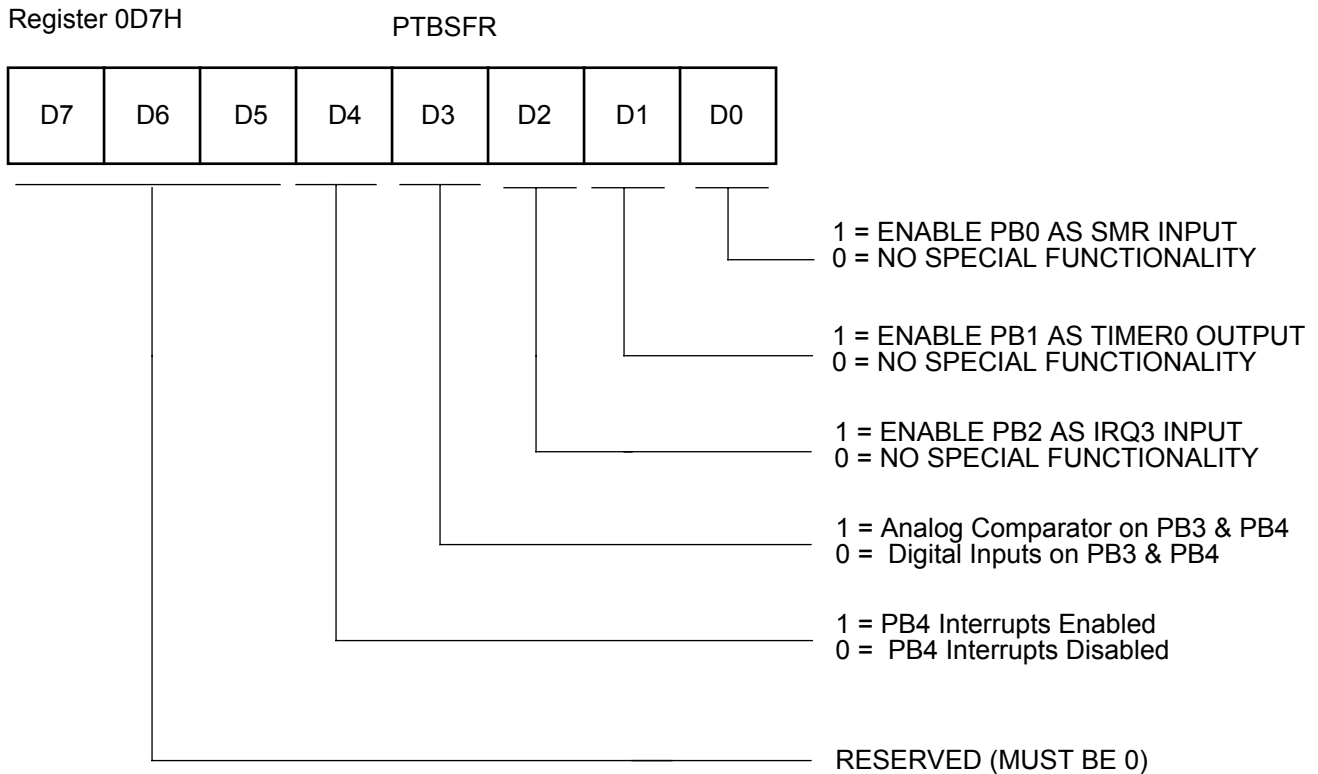 Register 0D7H
PTBSFR
D7 D6 D5 D4 D3 D2 D1 D0
1 = ENABLE PB0 AS SMR INPUT
0 = NO SPECIAL FUNCTIONALITY
1 = ENABLE PB1 AS TIMER0 OUTPUT
0 = NO SPECIAL FUNCTIONALITY
1 = ENABLE PB2 AS IRQ3 INPUT
0 = NO SPECIAL FUNCTIONALITY
1 = Analog Comparator on PB3 & PB4
0 = Digital Inputs on PB3 & PB4
1 = PB4 Interrupts Enabled
0 = PB4 Interrupts Disabled
RESERVED (MUST BE 0)